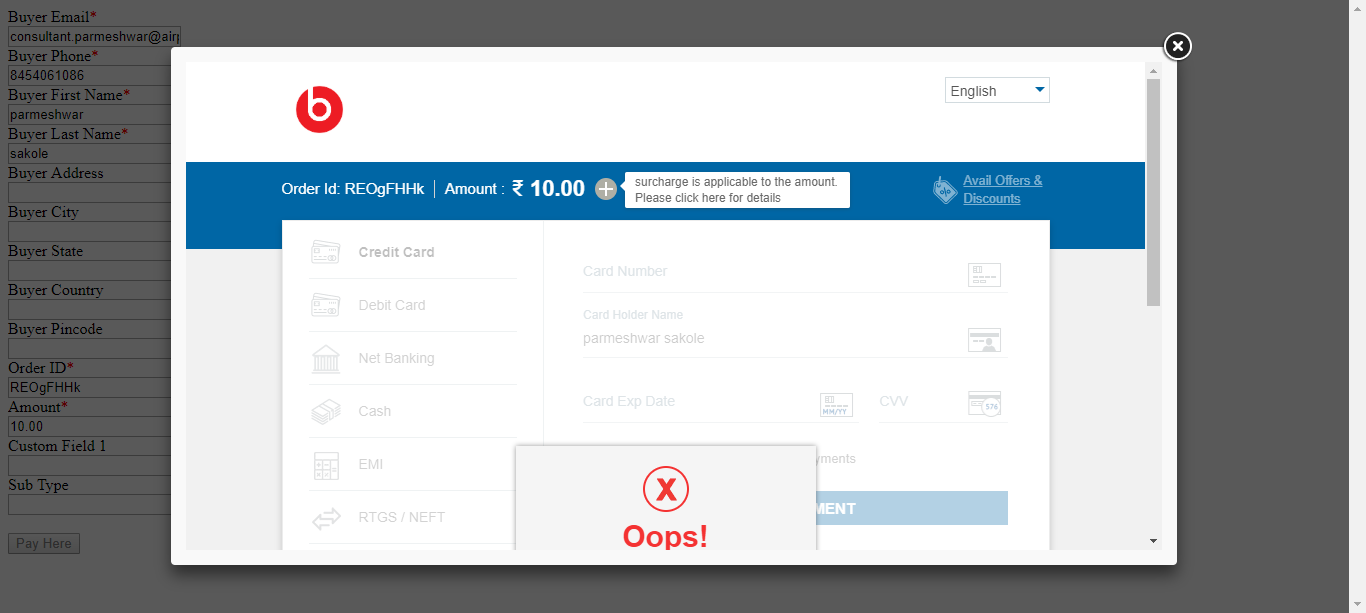 Buyer Email*
consultant.parmeshwar@air
Buyer Phone*
8454061086
Buyer First Name*
parmeshwar
Buyer Last Name*
sakole
Buyer Address
Buyer City
Buyer State
Buyer Country
Buyer Pincode
Order ID*
REOgFHHk
Amount*
10.00
Custom Field 1
Sub Type
Pay Here
b
English
Order Id: REOgFHHk | Amount : ₹ 10.00
surcharge is applicable to the amount.
Please click here for details
Avail Offers &
Discounts
Credit Card
Debit Card
Net Banking
Cash
EMI
RTGS / NEFT
Card Number
Card Holder Name
parmeshwar sakole
Card Exp Date
MM/YY
CVV
576
yments
MENT
X
Oops!